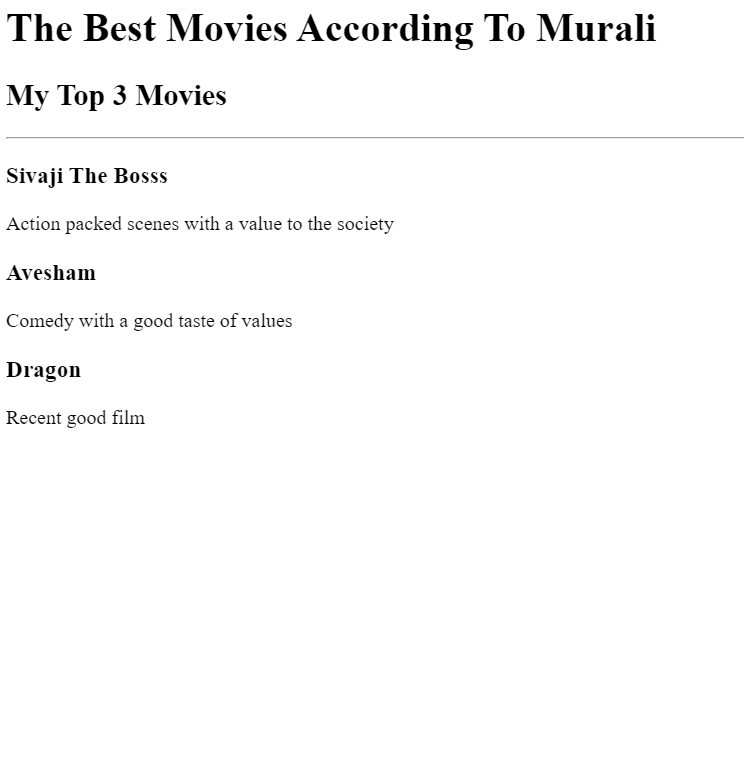 The Best Movies According To Murali
My Top 3 Movies
Sivaji The Bosss
Action packed scenes with a value to the society
Avesham
Comedy with a good taste of values
Dragon
Recent good film